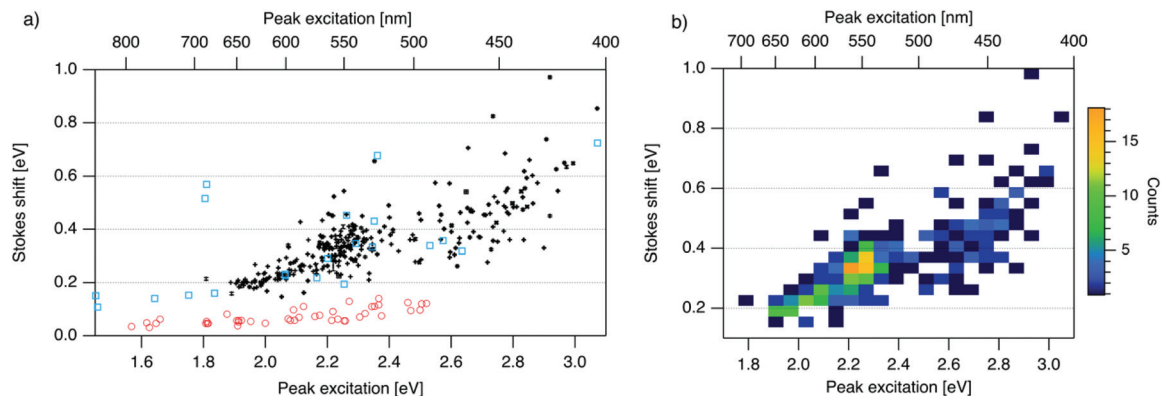 a)
Peak excitation [nm]
800 700 650 600 550 500 450 400
Stokes shift [eV]
1.0
0.8
0.6
0.4
0.2
0.0
1.6 1.8 2.0 2.2 2.4 2.6 2.8 3.0
Peak excitation [eV]
b)
Peak excitation [nm]
700 650 600 550 500 450 400
Stokes shift [eV]
1.0
0.8
0.6
0.4
0.2
1.8 2.0 2.2 2.4 2.6 2.8 3.0
Peak excitation [eV]
15
10
5
Counts